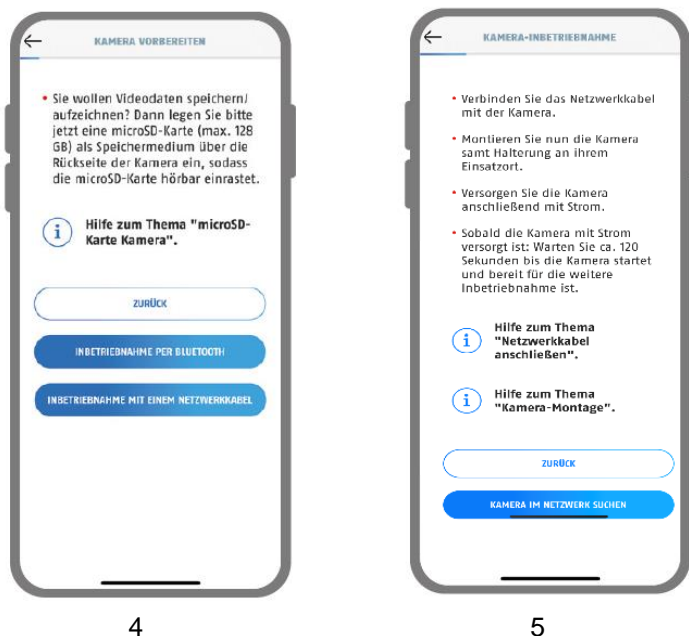 KAMERA VORBEREITEN
• Sie wollen Videodaten speichern/
aufzeichnen? Dann legen Sie bitte
jetzt eine microSD-Karte (max. 128
GB) als Speichermedium über die
Rückseite der Kamera ein, sodass
die microSD-Karte hörbar einrastet.
Hilfe zum Thema "microSD-
Karte Kamera".
ZURÜCK
INBETRIEBNAHME PER BLUETOOTH
INBETRIEBNAHME MIT EINEM NETZWERKKABEL
4
KAMERA-INBETRIEBNAHME
• Verbinden Sie das Netzwerkkabel
mit der Kamera.
• Montieren Sie nun die Kamera
samt Halterung an ihrem
Einsatzort.
• Versorgen Sie die Kamera
anschließend mit Strom.
• Sobald die Kamera mit Strom
versorgt ist: Warten Sie ca. 120
Sekunden bis die Kamera startet
und bereit für die weitere
Inbetriebnahme ist.
Hilfe zum Thema
"Netzwerkkabel
anschließen".
Hilfe zum Thema
"Kamera-Montage".
ZURÜCK
KAMERA IM NETZWERK SUCHEN
5